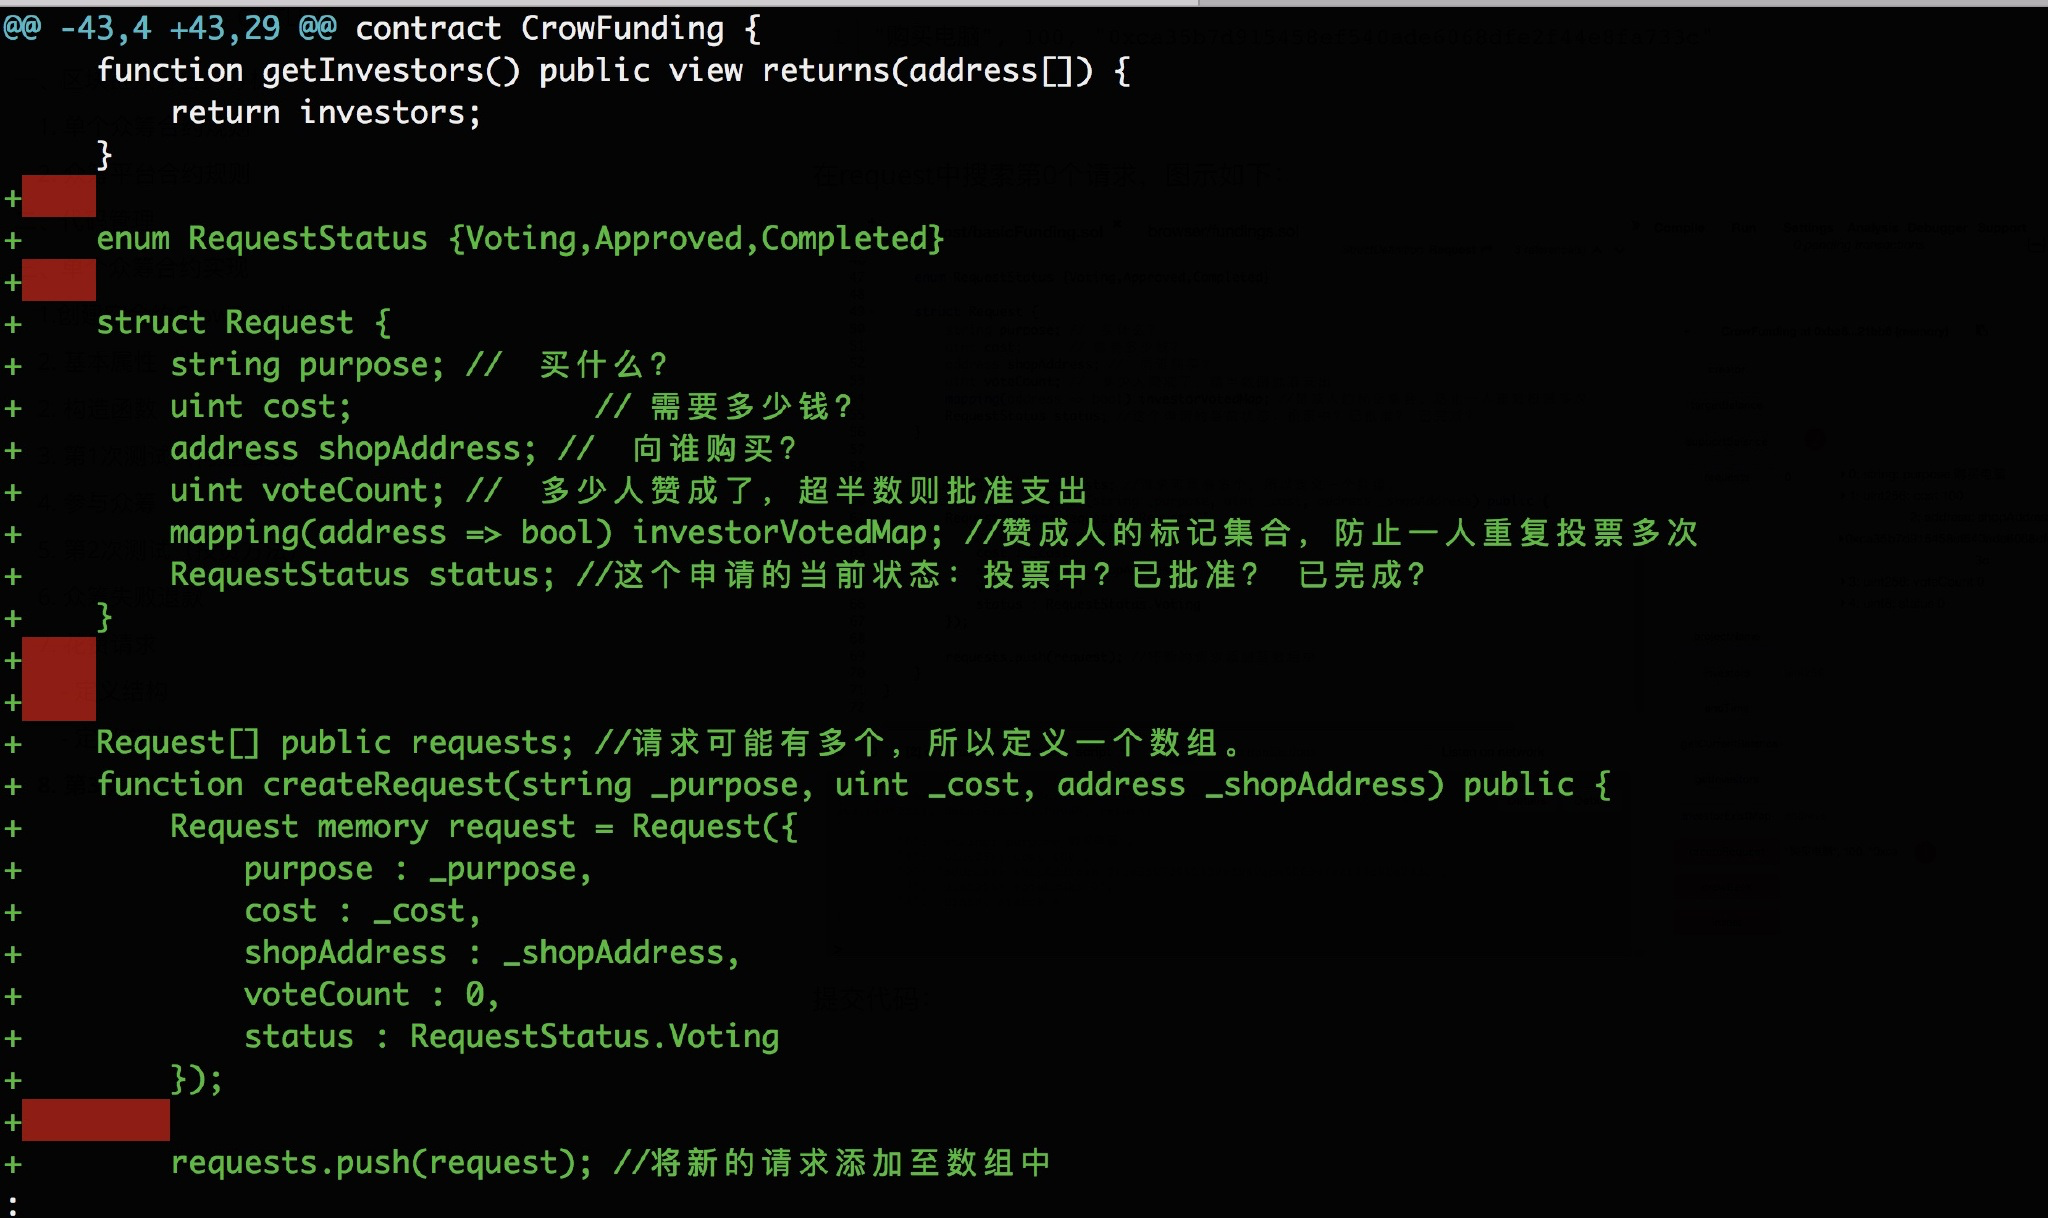 @@ -43,4 +43,29 @@ contract CrowFunding {
    function getInvestors() public view returns(address[]) {
        return investors;
    }
+
+    enum RequestStatus {Voting,Approved,Completed}
+
+    struct Request {
+        string purpose; //  买什么？
+        uint cost;             // 需要多少钱？
+        address shopAddress; //  向谁购买？
+        uint voteCount; //  多少人赞成了，超半数则批准支出
+        mapping(address => bool) investorVotedMap; //赞成人的标记集合，防止一人重复投票多次
+        RequestStatus status; //这个申请的当前状态：投票中？已批准？ 已完成？
+    }
+
+
+    Request[] public requests; //请求可能有多个，所以定义一个数组。
+    function createRequest(string _purpose, uint _cost, address _shopAddress) public {
+        Request memory request = Request({
+            purpose : _purpose,
+            cost : _cost,
+            shopAddress : _shopAddress,
+            voteCount : 0,
+            status : RequestStatus.Voting
+        });
+
+        requests.push(request); //将新的请求添加至数组中
: